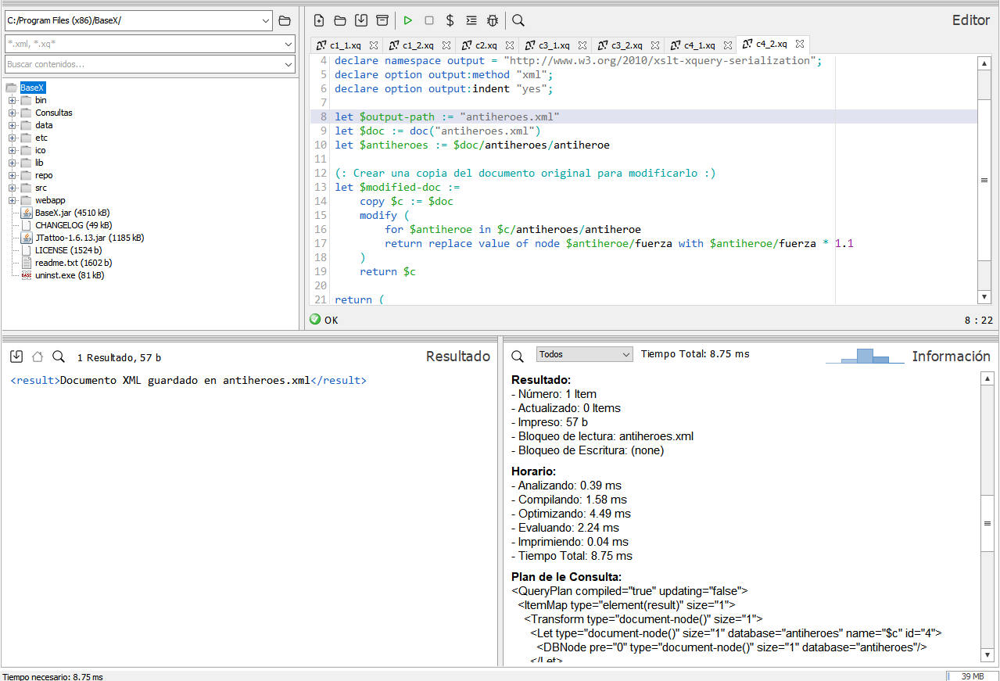 C:/Program Files (x86)/BaseX/
*.xml, *.xq*
Buscar contenidos...
BaseX
bin
Consultas
data
etc
ico
lib
repo
src
webapp
BaseX.jar (4510 kB)
CHANGELOG (49 kB)
JTattoo-1.6.13.jar (1185 kB)
LICENSE (1524 b)
readme.txt (1602 b)
uninst.exe (81 kB)
Editor
c1_1.xq c1_2.xq c2.xq c3_1.xq c3_2.xq c4_1.xq c4_2.xq
4 declare namespace output = "http://www.w3.org/2010/xslt-xquery-serialization";
5 declare option output:method "xml";
6 declare option output:indent "yes";
7
8 let $output-path := "antiheroes.xml"
9 let $doc := doc("antiheroes.xml")
10 let $antiheroes := $doc/antiheroes/antiheroe
11
12 (: Crear una copia del documento original para modificarlo :)
13 let $modified-doc :=
14 copy $c := $doc
15 modify (
16 for $antiheroe in $c/antiheroes/antiheroe
17 return replace value of node $antiheroe/fuerza with $antiheroe/fuerza * 1.1
18 )
19 return $c
20
21 return (
OK
8 : 22
1 Resultado, 57 b
Resultado
<result>Documento XML guardado en antiheroes.xml</result>
Todos
Tiempo Total: 8.75 ms
Información
Resultado:
- Número: 1 Item
- Actualizado: 0 Items
- Impreso: 57 b
- Bloqueo de lectura: antiheroes.xml
- Bloqueo de Escritura: (none)
Horario:
- Analizando: 0.39 ms
- Compilando: 1.58 ms
- Optimizando: 4.49 ms
- Evaluando: 2.24 ms
- Imprimiendo: 0.04 ms
- Tiempo Total: 8.75 ms
Plan de le Consulta:
<QueryPlan compiled="true" updating="false">
<ItemMap type="element(result)" size="1">
<Transform type="document-node()" size="1">
<Let type="document-node()" size="1" database="antiheroes" name="$c" id="4">
<DBNode pre="0" type="document-node()" size="1" database="antiheroes"/>
</Let>
Tiempo necesario: 8.75 ms
39 MB